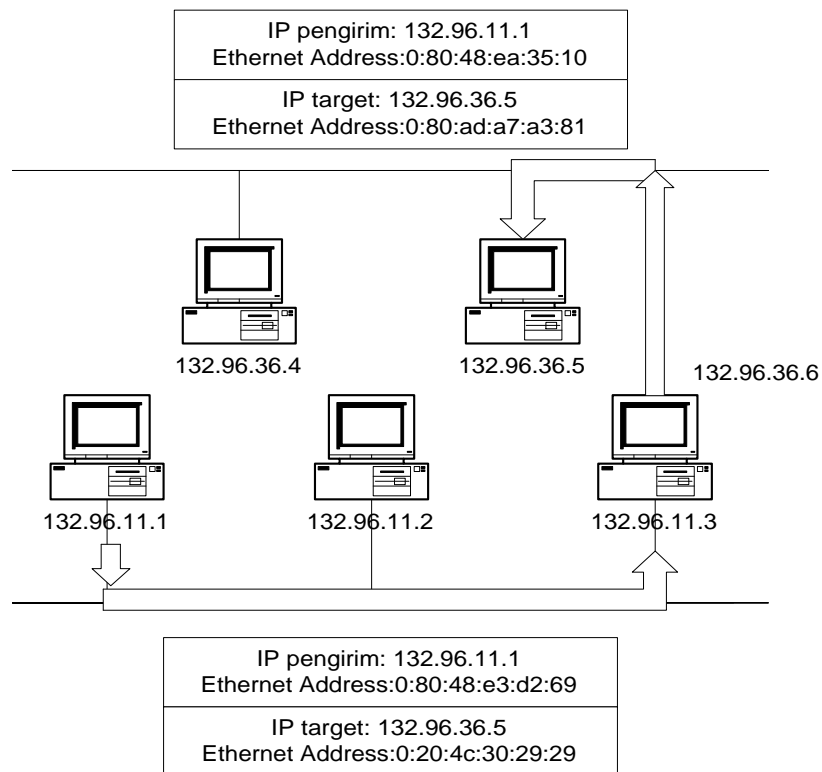 IP pengirim: 132.96.11.1
Ethernet Address:0:80:48:ea:35:10
IP target: 132.96.36.5
Ethernet Address:0:80:ad:a7:a3:81
132.96.36.4
132.96.36.5
132.96.36.6
132.96.11.1
132.96.11.2
132.96.11.3
IP pengirim: 132.96.11.1
Ethernet Address:0:80:48:e3:d2:69
IP target: 132.96.36.5
Ethernet Address:0:20:4c:30:29:29